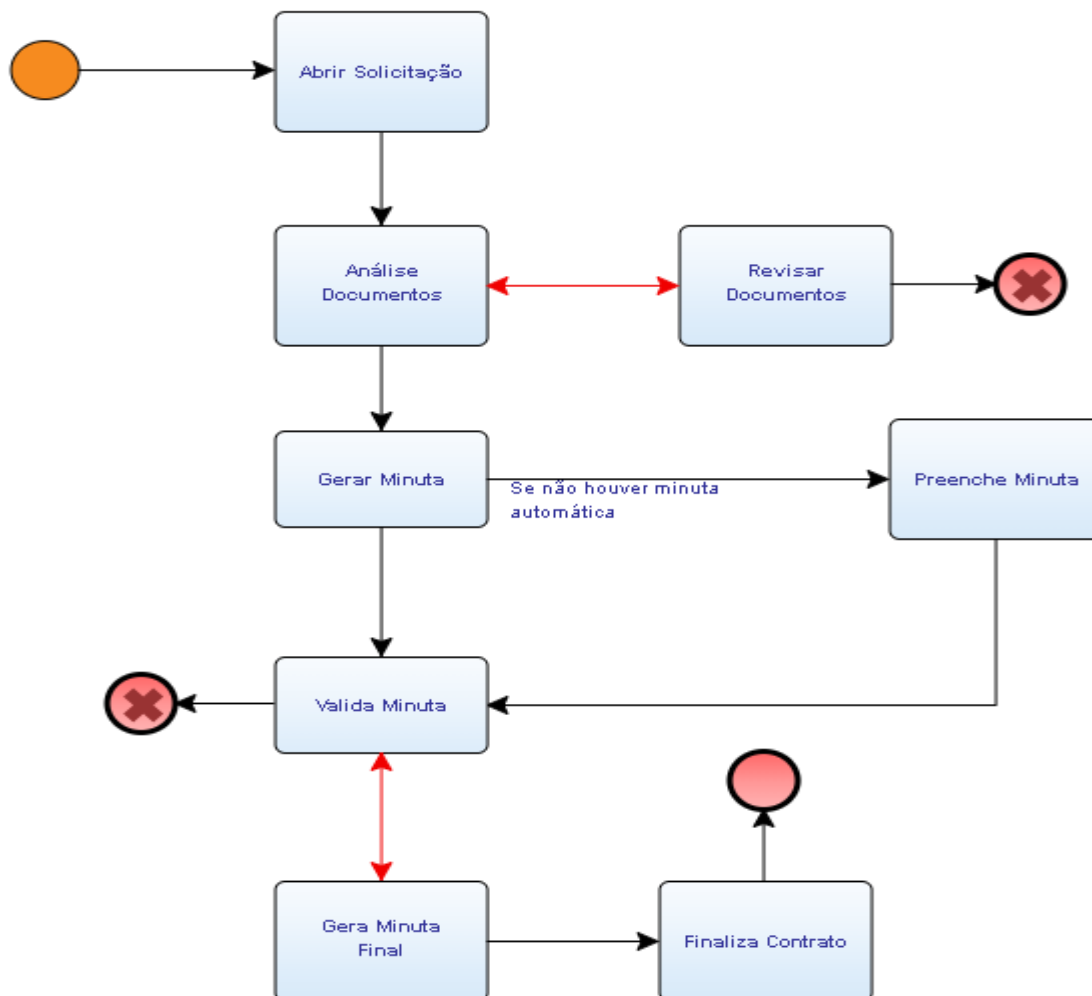 Abrir Solicitação
Análise
Documentos
Revisar
Documentos
Gerar Minuta
Se não houver minuta
automática
Preenche Minuta
Valida Minuta
Gera Minuta
Final
Finaliza Contrato